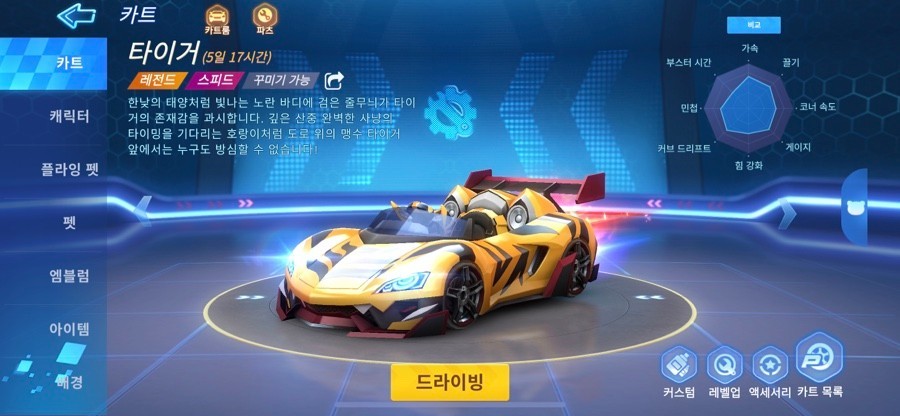 카트
카트룸
파츠
카트
캐릭터
플라잉 펫
펫
엠블럼
아이템
배경
타이거 (5일 17시간)
레전드
스피드
꾸미기 가능
한낮의 태양처럼 빛나는 노란 바디에 검은 줄무늬가 타이
거의 존재감을 과시합니다. 깊은 산중 완벽한 사냥의
타이밍을 기다리는 호랑이처럼 도로 위의 맹수 타이거
앞에서는 누구도 방심할 수 없습니다!
비교
가속
부스터 시간
끌기
민첩
코너 속도
커브 드리프트
게이지
힘 강화
드라이빙
커스텀
레벨업
액세서리
카트 목록